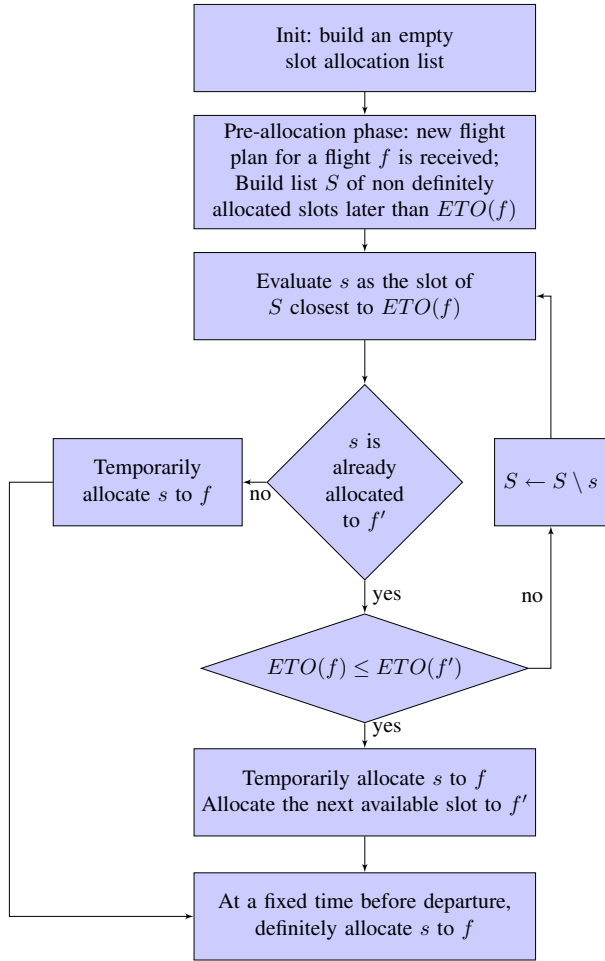 Init: build an empty
slot allocation list
Pre-allocation phase: new flight
plan for a flight f is received;
Build list S of non definitely
allocated slots later than ETO(f)
Evaluate s as the slot of
S closest to ETO(f)
s is
already
allocated
to f'
no
Temporarily
allocate s to f
S ← S \ s
yes
no
ETO(f) ≤ ETO(f')
yes
Temporarily allocate s to f
Allocate the next available slot to f'
At a fixed time before departure,
definitely allocate s to f